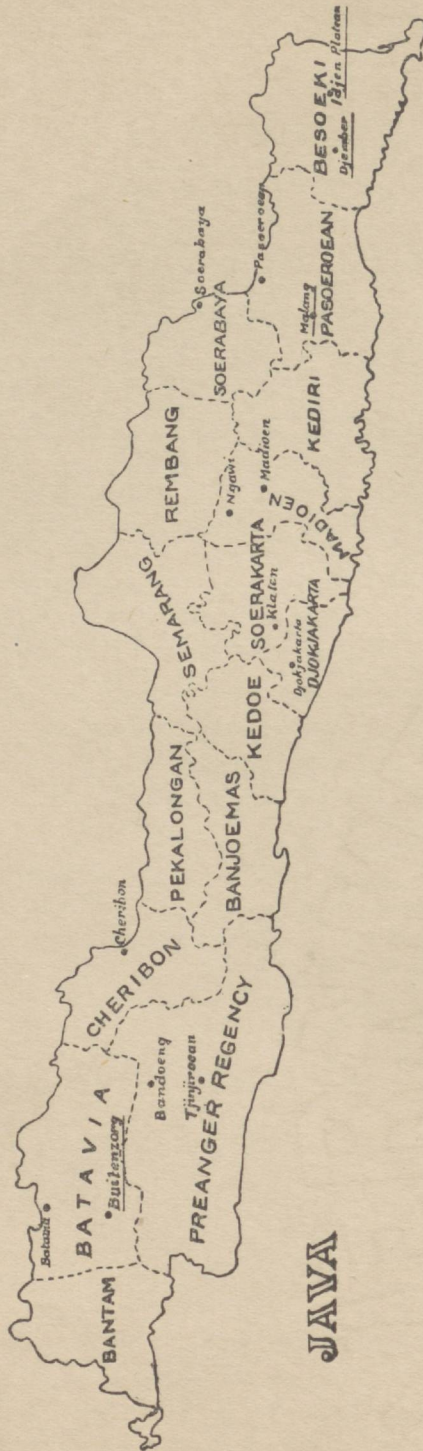 BANTAM
Batavia
BATAVIA
Buitenzorg
CHERIBON
Cheribon
Bandoeng
Tjinjiroean
PREANGER REGENCY
PEKALONGAN
BANJOEMAS
SEMARANG
KEDOE
REMBANG
SOERAKARTA
Klaten
Djokjakarta
DJOKJAKARTA
Ngawi
Madioen
MADIOEN
SOERABAYA
Soerabaya
KEDIRI
Pasoeroean
Malang
PASOEROEAN
BESOEKI
Idjen Plateau
Djember
JAVA